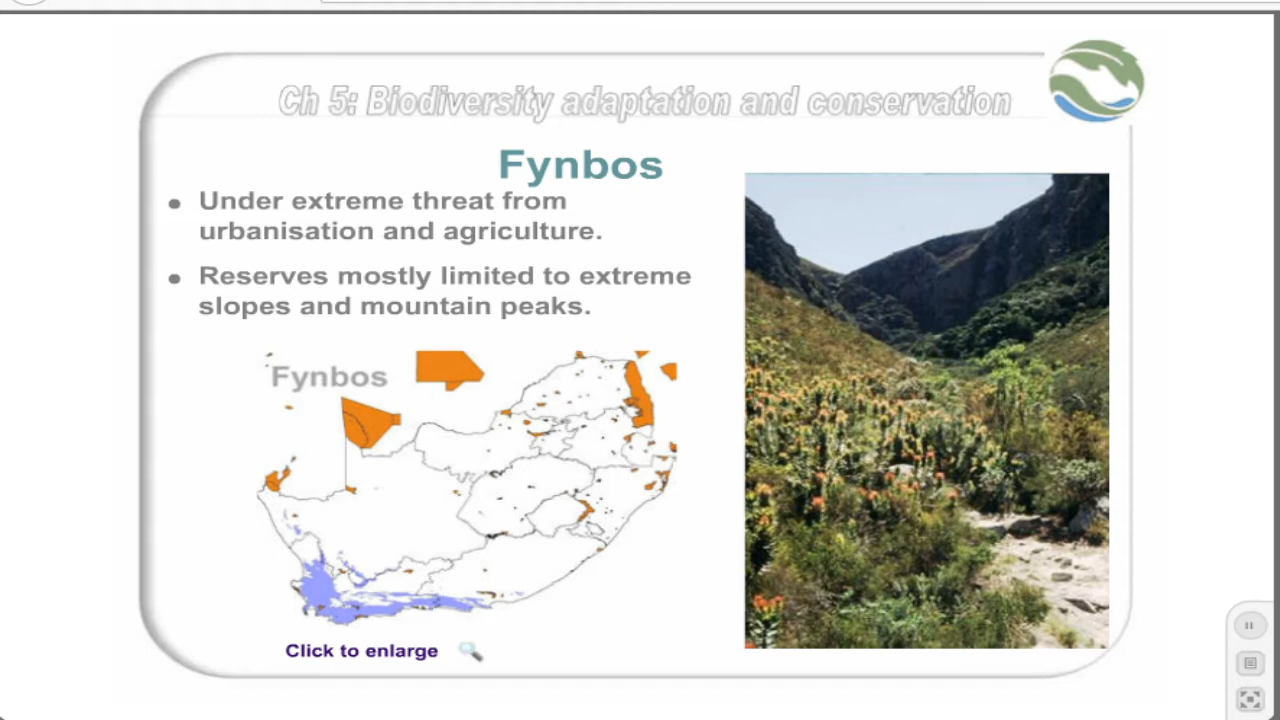 Ch 5: Biodiversity adaptation and conservation
Fynbos
• Under extreme threat from
urbanisation and agriculture.
• Reserves mostly limited to extreme
slopes and mountain peaks.
Fynbos
Click to enlarge